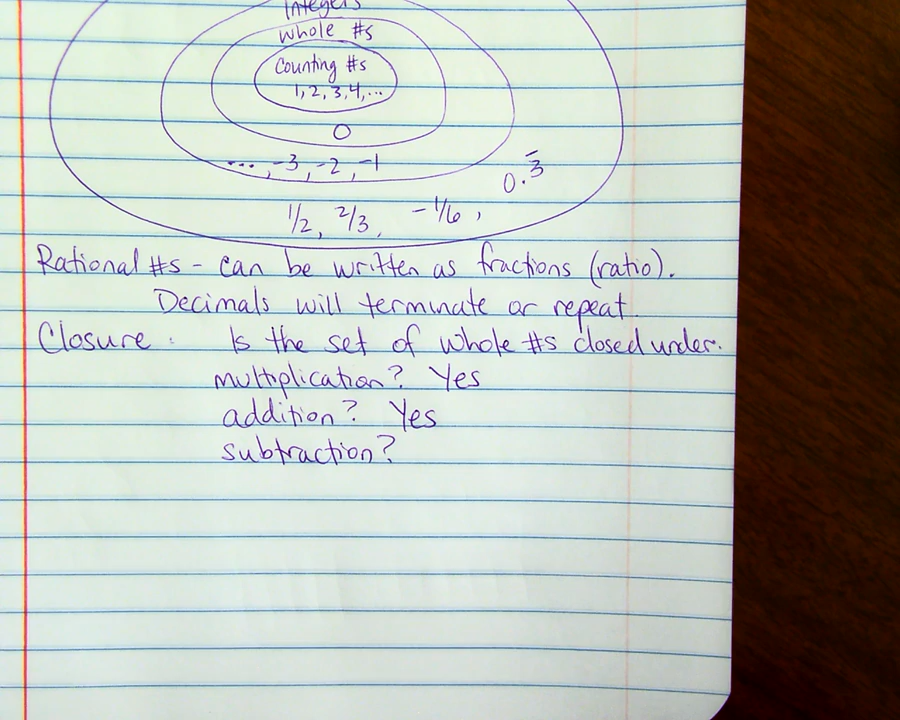 Integers
Whole #s
Counting #s
1, 2, 3, 4, ...
0
..., -3, -2, -1
0.3̅
1/2, 2/3, -1/6,
Rational #s - can be written as fractions (ratio).
Decimals will terminate or repeat.
Closure: Is the set of whole #s closed under:
multiplication? Yes
addition? Yes
subtraction?